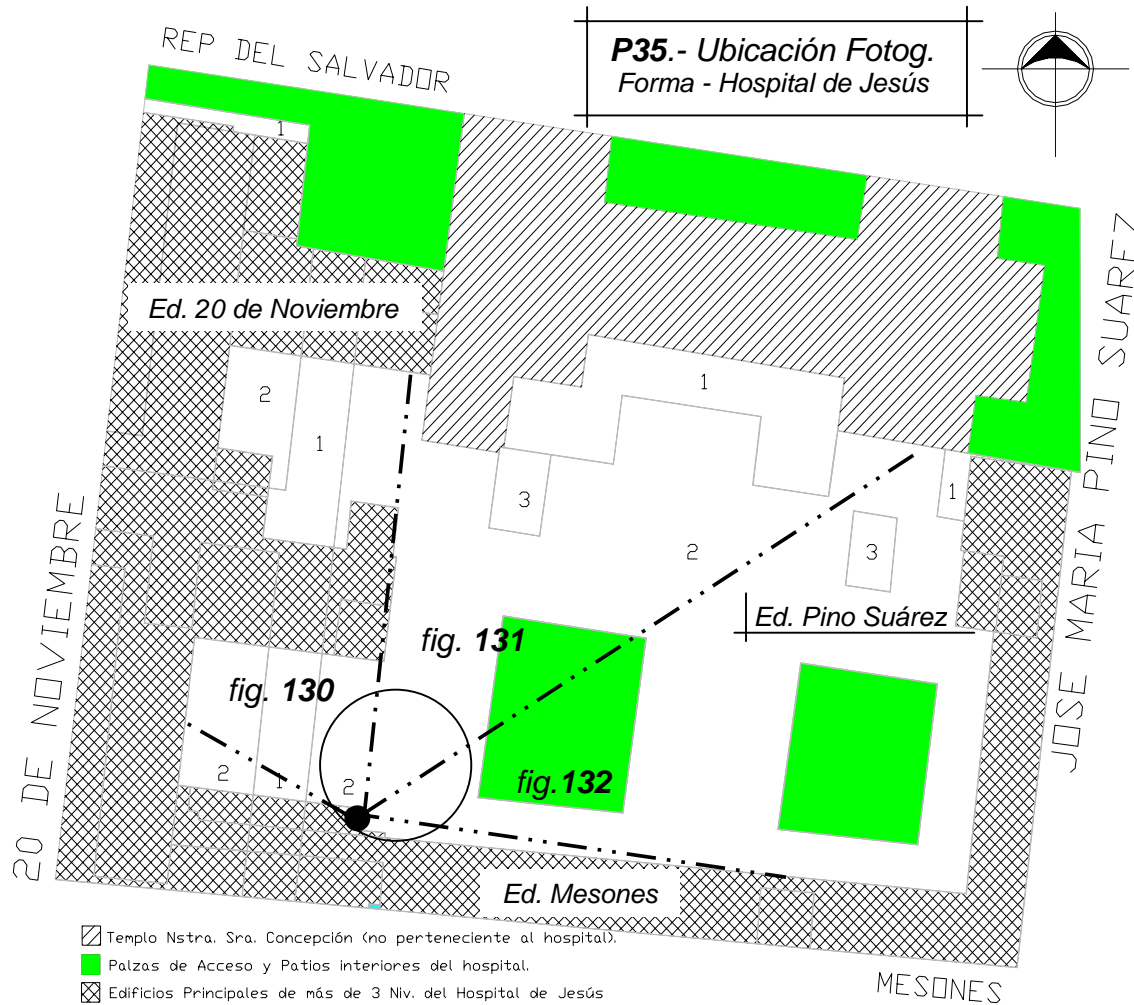 REP DEL SALVADOR
P35.- Ubicación Fotog.
Forma - Hospital de Jesús
1
Ed. 20 de Noviembre
2
1
1
3
2
1
3
JOSE MARIA PINO SUAREZ
20 DE NOVIEMBRE
Ed. Pino Suárez
fig. 131
fig. 130
2
1
2
fig.132
Ed. Mesones
Templo Nstra. Sra. Concepción (no perteneciente al hospital).
Palzas de Acceso y Patios interiores del hospital.
Edificios Principales de más de 3 Niv. del Hospital de Jesús
MESONES